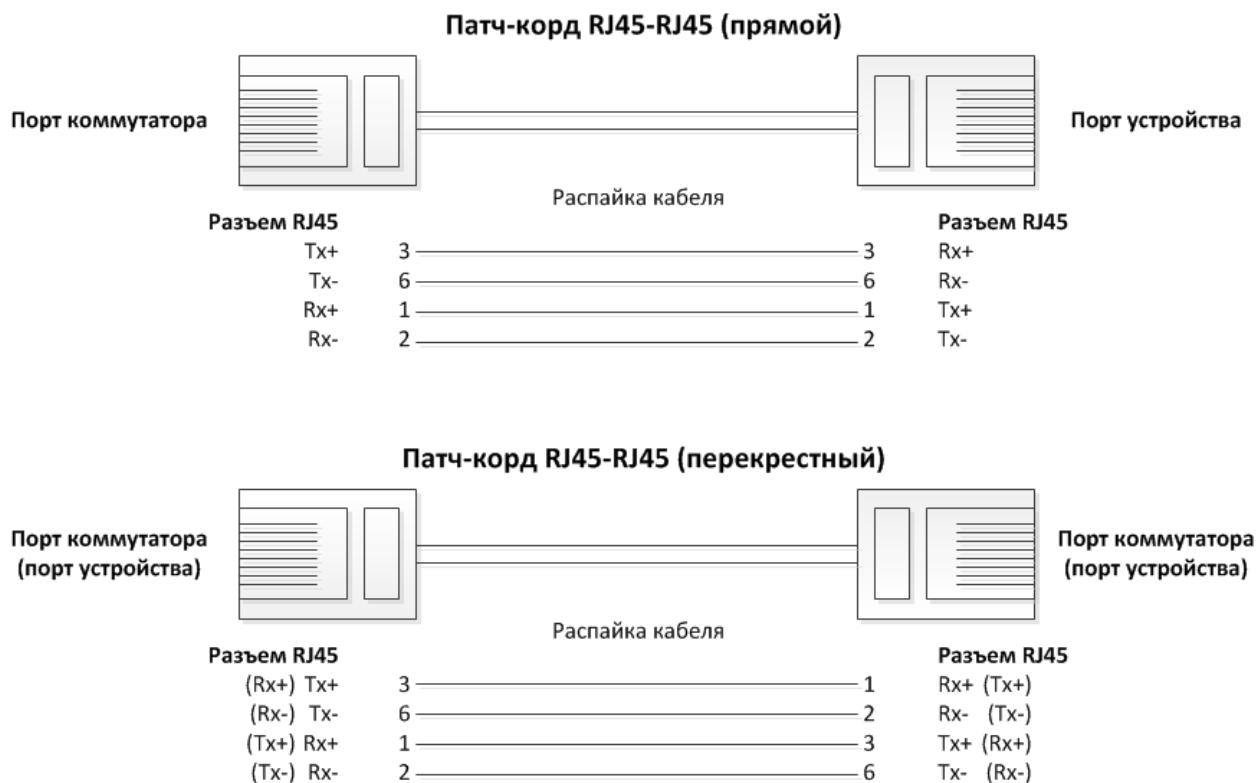 Патч-корд RJ45-RJ45 (прямой)
Порт коммутатора
Порт устройства
Распайка кабеля
Разъем RJ45 Разъем RJ45
Tx+ 3 3 Rx+
Tx- 6 6 Rx-
Rx+ 1 1 Tx+
Rx- 2 2 Tx-
Патч-корд RJ45-RJ45 (перекрестный)
Порт коммутатора
(порт устройства)
Порт коммутатора
(порт устройства)
Распайка кабеля
Разъем RJ45 Разъем RJ45
(Rx+) Tx+ 3 1 Rx+ (Tx+)
(Rx-) Tx- 6 2 Rx- (Tx-)
(Tx+) Rx+ 1 3 Tx+ (Rx+)
(Tx-) Rx- 2 6 Tx- (Rx-)